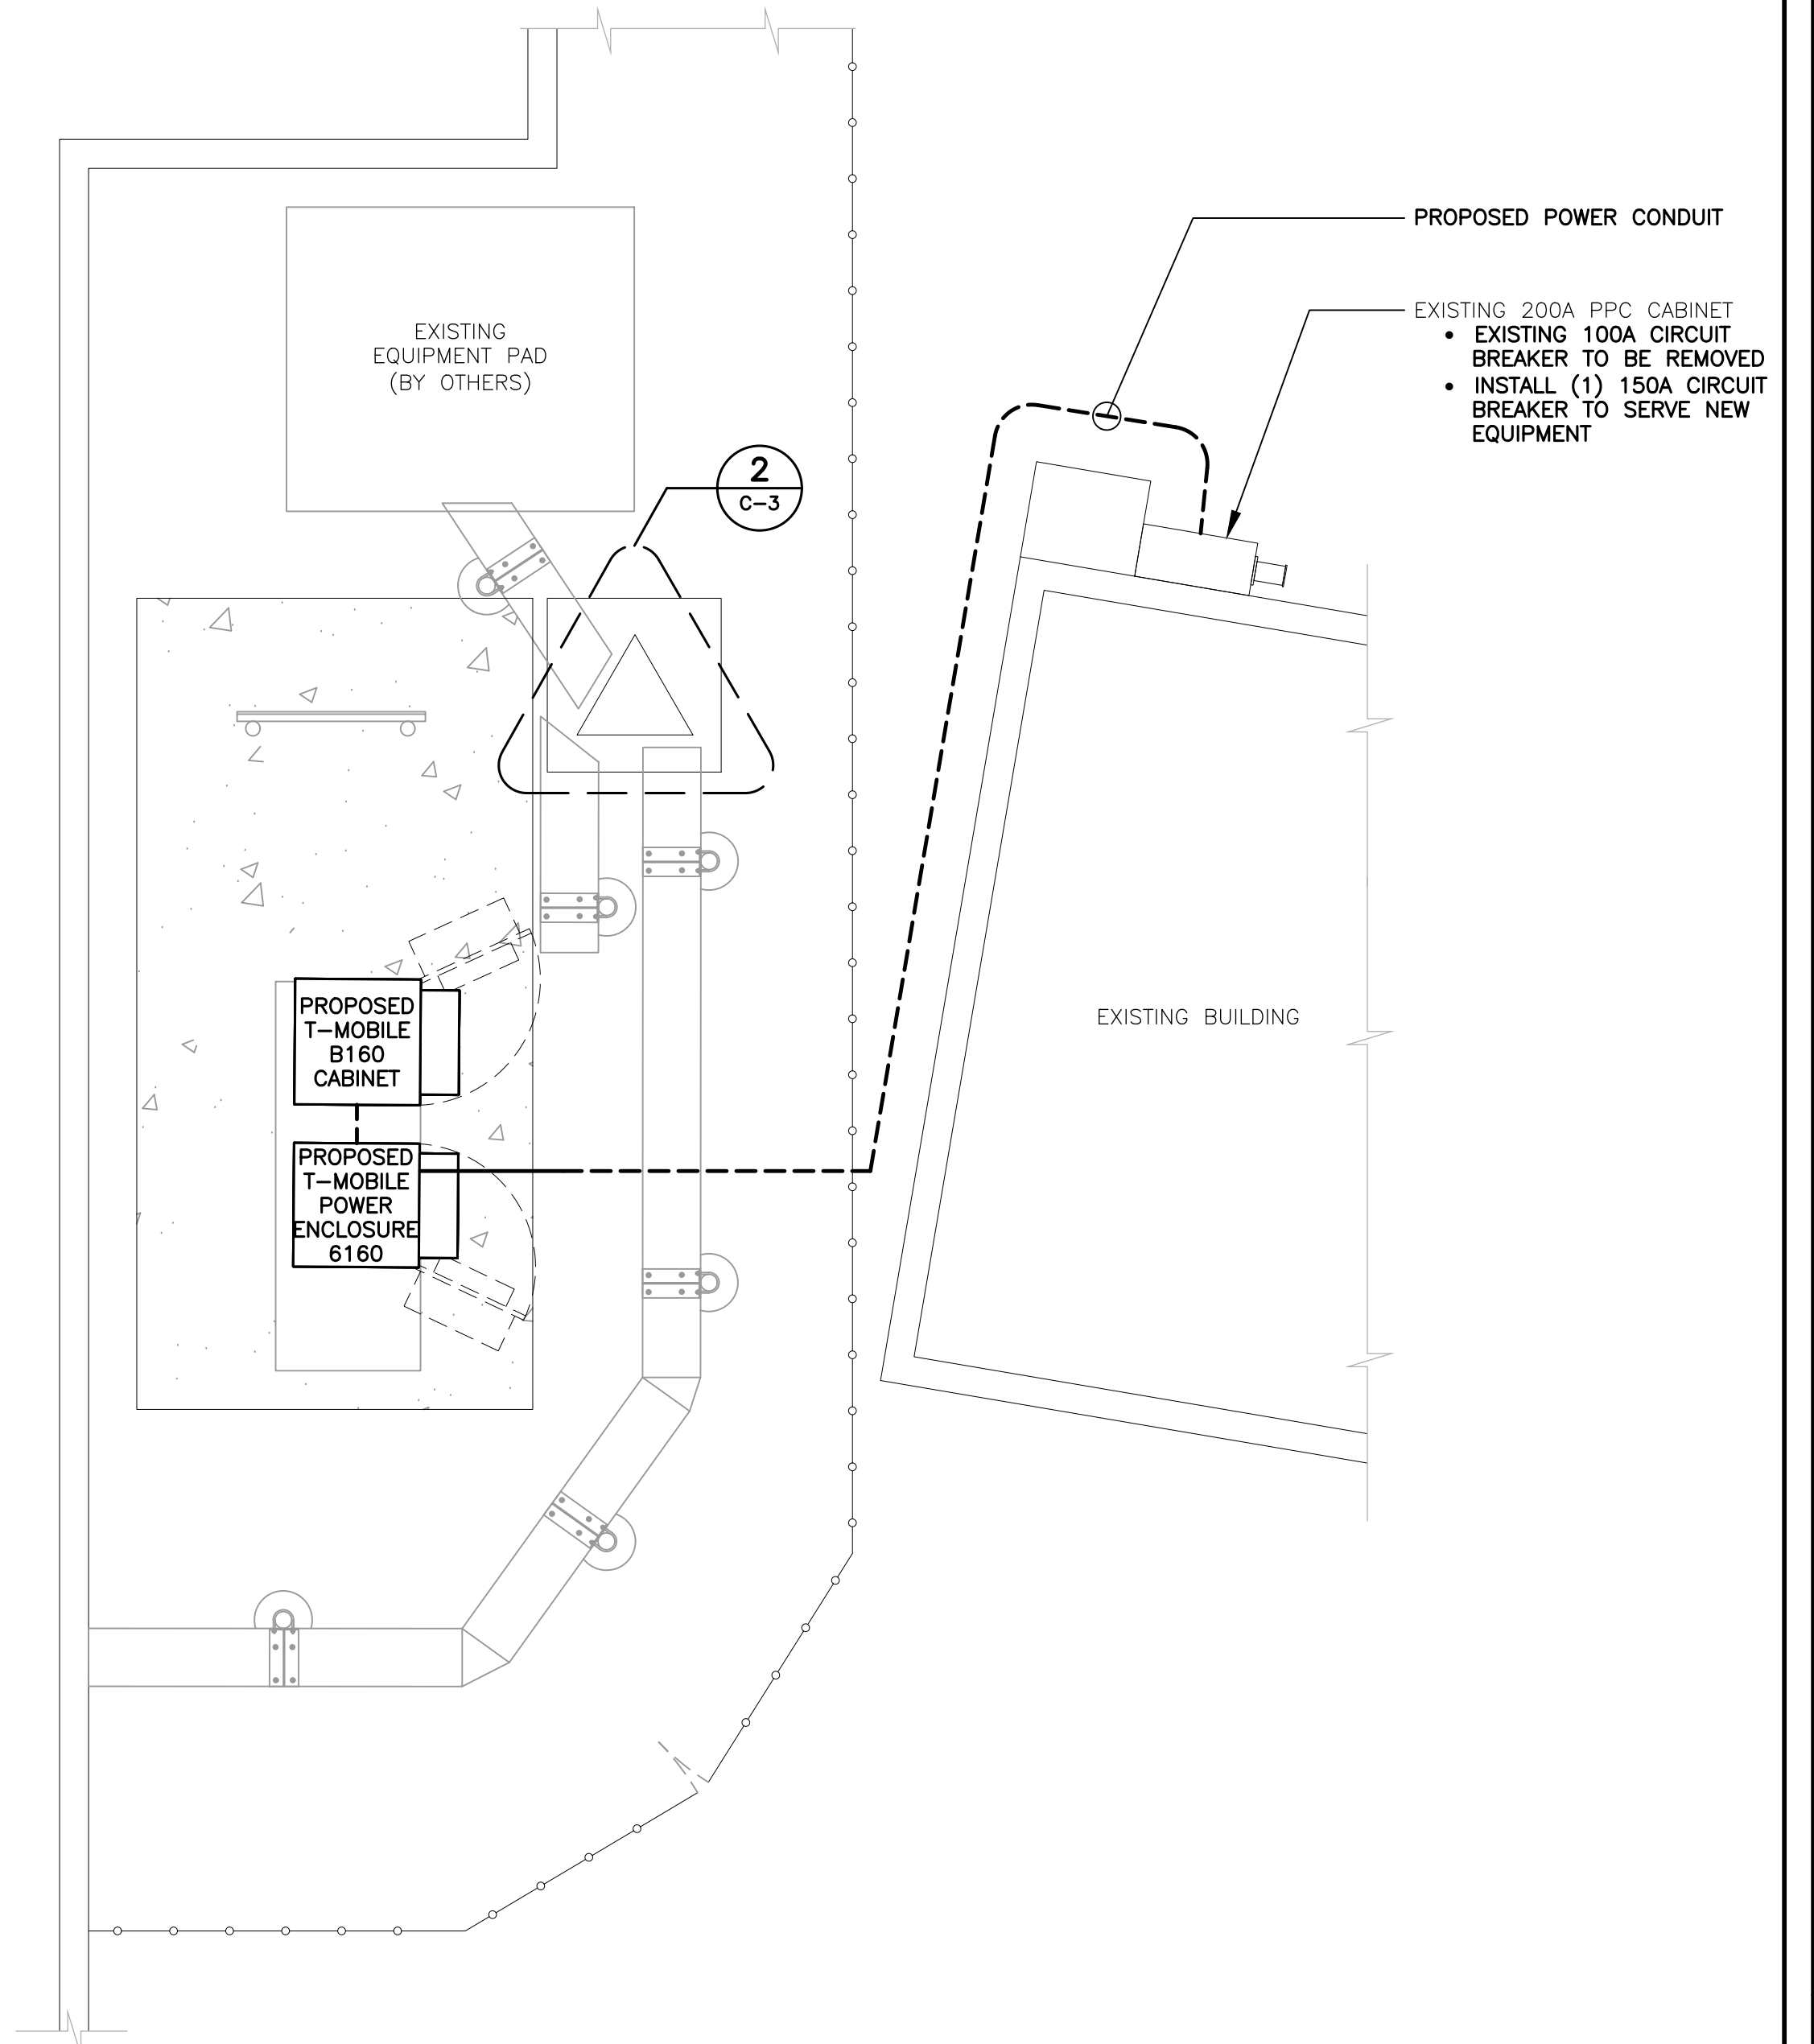 PROPOSED POWER CONDUIT
EXISTING 200A PPC CABINET
• EXISTING 100A CIRCUIT
BREAKER TO BE REMOVED
• INSTALL (1) 150A CIRCUIT
BREAKER TO SERVE NEW
EQUIPMENT
EXISTING
EQUIPMENT PAD
(BY OTHERS)
2
C-3
PROPOSED
T-MOBILE
B160
CABINET
EXISTING BUILDING
PROPOSED
T-MOBILE
POWER
ENCLOSURE
6160